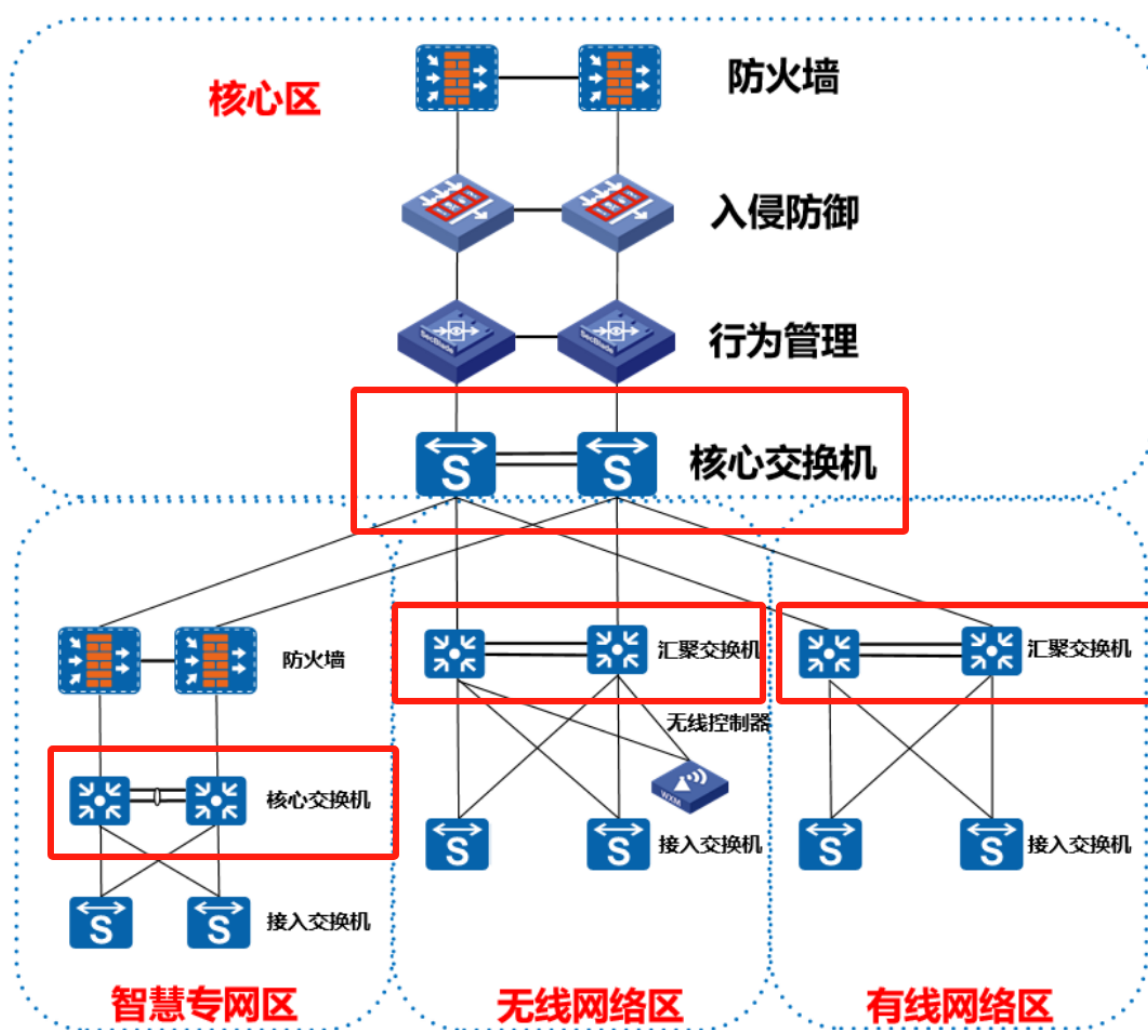 核心区
防火墙
入侵防御
SecBlade
SecBlade
行为管理
S
S
核心交换机
防火墙
汇聚交换机
汇聚交换机
无线控制器
WXM
核心交换机
S
S
接入交换机
S
S
接入交换机
S
S
接入交换机
智慧专网区
无线网络区
有线网络区